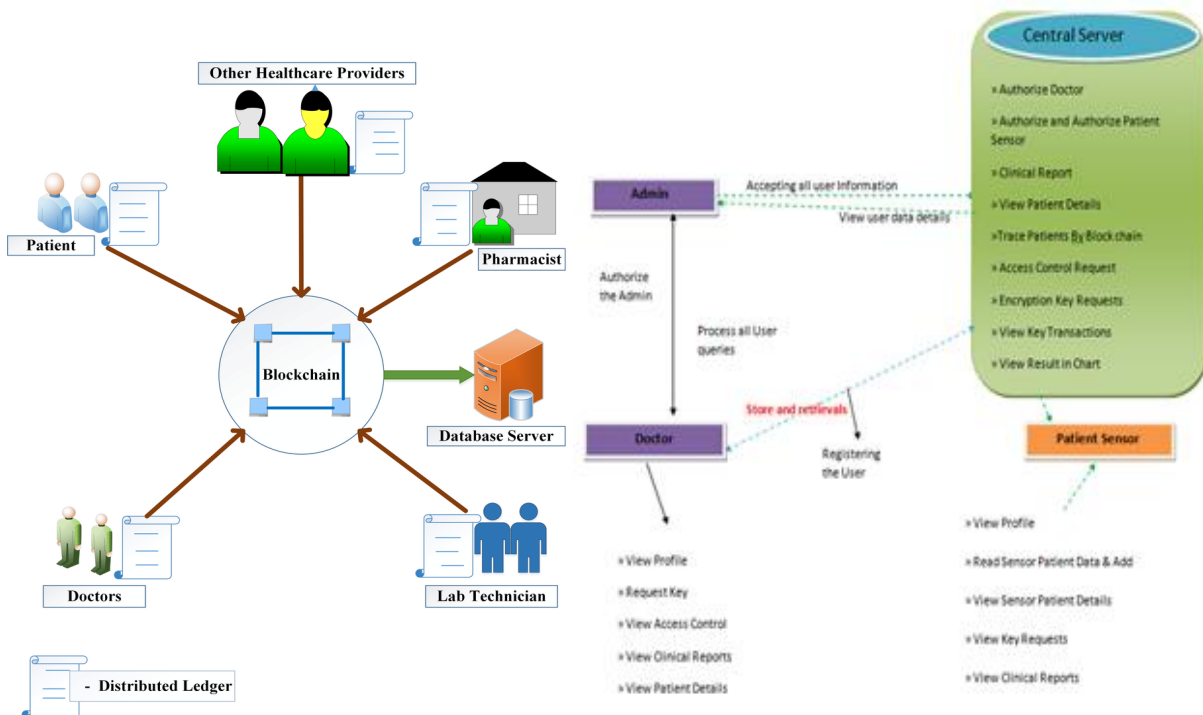 Other Healthcare Providers
Patient
Pharmacist
Blockchain
Database Server
Doctors
Lab Technician
- Distributed Ledger
Central Server
» Authorize Doctor
» Authorize and Authorize Patient
Sensor
» Clinical Report
» View Patient Details
»Trace Patients By Block chain
» Access Control Request
» Encryption Key Requests
» View Key Transactions
» View Result in Chart
Admin
Accepting all user Information
View user data details
Authorize
the Admin
Process all User
queries
Store and retrievals
Doctor
Registering
the User
Patient Sensor
» View Profile
» Request Key
» View Access Control
» View Clinical Reports
» View Patient Details
» View Profile
» Read Sensor Patient Data & Add
» View Sensor Patient Details
» View Key Requests
» View Clinical Reports